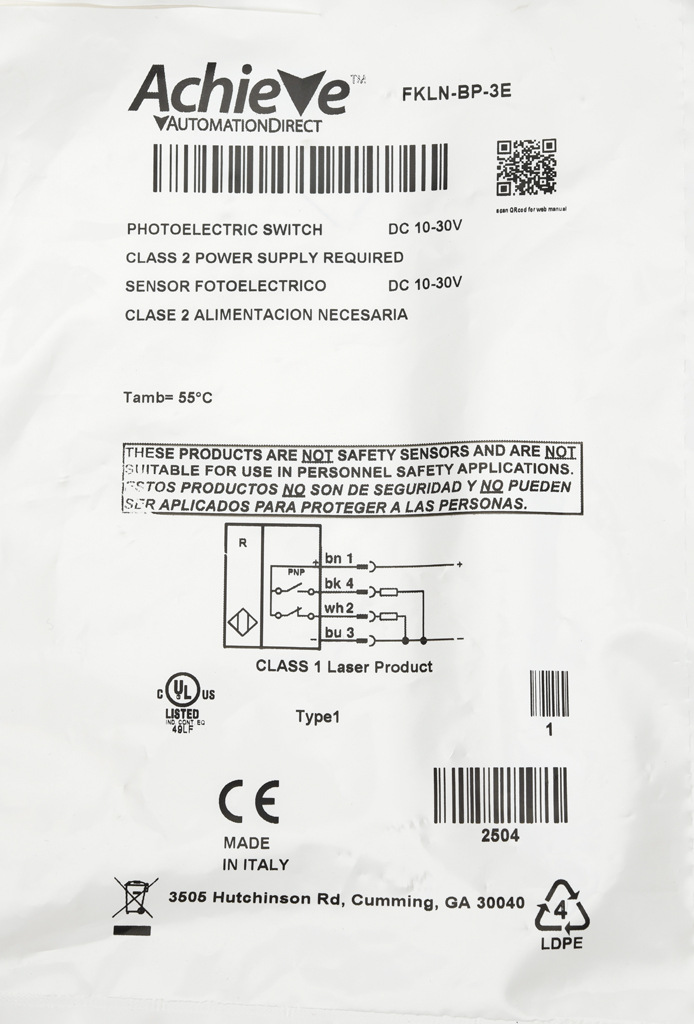 Achieve™
AUTOMATIONDIRECT
FKLN-BP-3E
scan QRcod for web manual
PHOTOELECTRIC SWITCH DC 10-30V
CLASS 2 POWER SUPPLY REQUIRED
SENSOR FOTOELECTRICO DC 10-30V
CLASE 2 ALIMENTACION NECESARIA
Tamb= 55°C
THESE PRODUCTS ARE NOT SAFETY SENSORS AND ARE NOT
SUITABLE FOR USE IN PERSONNEL SAFETY APPLICATIONS.
ESTOS PRODUCTOS NO SON DE SEGURIDAD Y NO PUEDEN
SER APLICADOS PARA PROTEGER A LAS PERSONAS.
R
PNP
+ bn 1 +
bk 4
wh 2
− bu 3 −
CLASS 1 Laser Product
C UL US
LISTED
IND CONT EQ
49LF
Type1
1
CE
2504
MADE
IN ITALY
3505 Hutchinson Rd, Cumming, GA 30040
4
LDPE